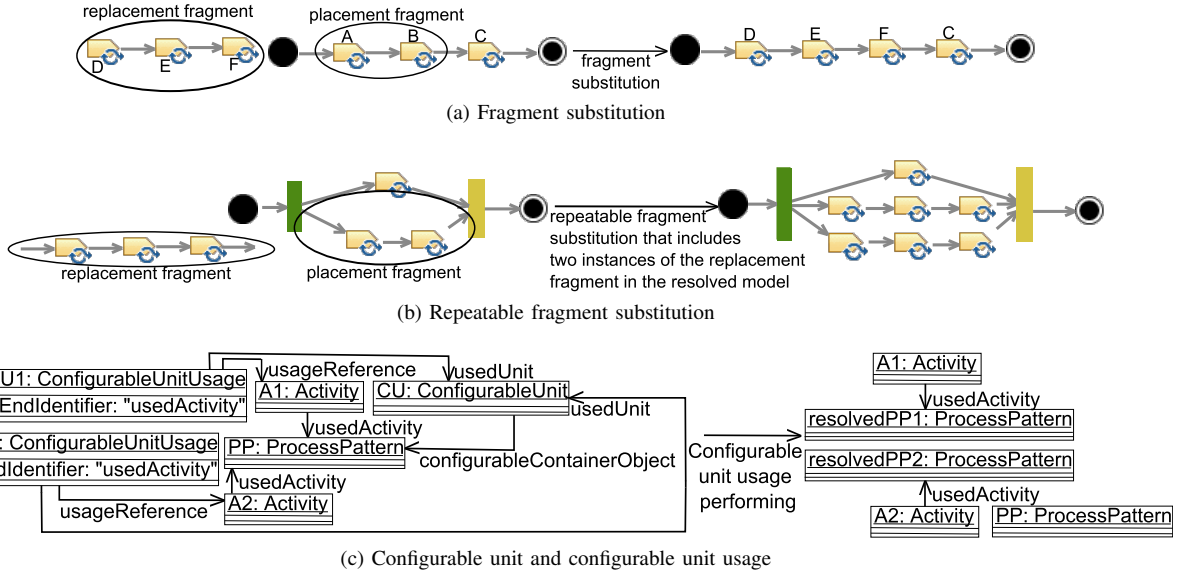 replacement fragment
placement fragment
D
E
F
A
B
C
fragment
substitution
D
E
F
C
(a) Fragment substitution
replacement fragment
placement fragment
repeatable fragment
substitution that includes
two instances of the replacement
fragment in the resolved model
(b) Repeatable fragment substitution
U1: ConfigurableUnitUsage
EndIdentifier: "usedActivity"
usageReference
A1: Activity
usedUnit
CU: ConfigurableUnit
usedUnit
usedActivity
: ConfigurableUnitUsage
dIdentifier: "usedActivity"
PP: ProcessPattern
configurableContainerObject
usedActivity
usageReference
A2: Activity
Configurable
unit usage
performing
A1: Activity
usedActivity
resolvedPP1: ProcessPattern
resolvedPP2: ProcessPattern
usedActivity
A2: Activity
PP: ProcessPattern
(c) Configurable unit and configurable unit usage